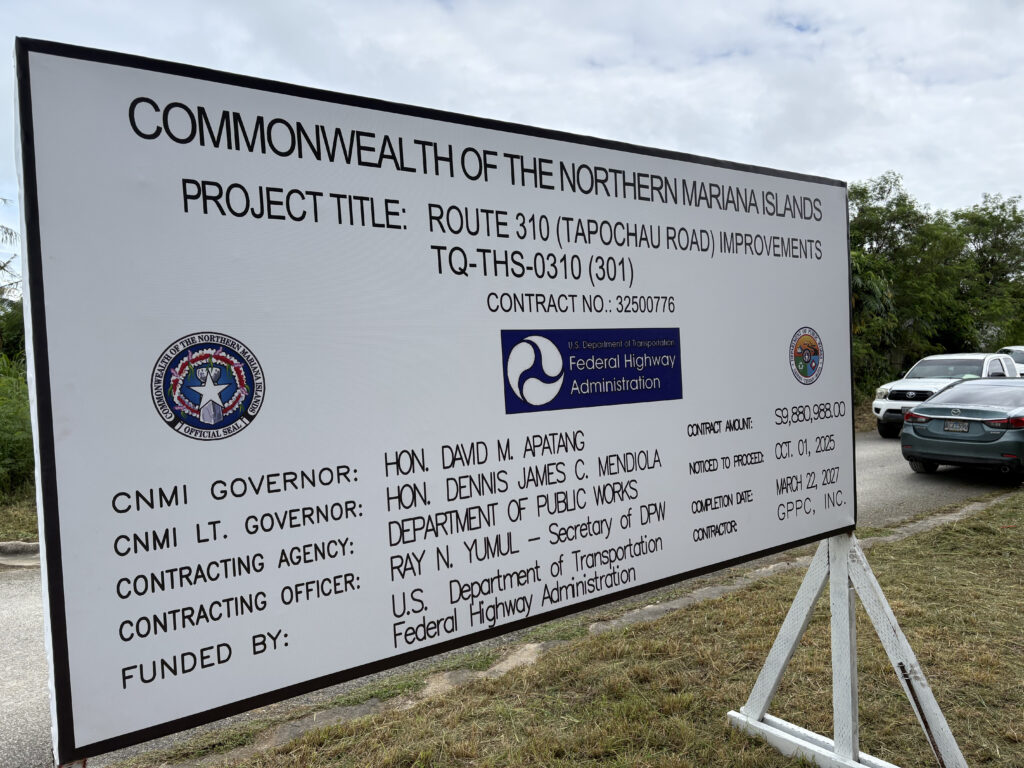 COMMONWEALTH OF THE NORTHERN MARIANA ISLANDS
PROJECT TITLE: ROUTE 310 (TAPOCHAU ROAD) IMPROVEMENTS
TQ-THS-0310 (301)
CONTRACT NO.: 32500776
COMMONWEALTH OF THE NORTHERN MARIANA ISLANDS
OFFICIAL SEAL
U.S. Department of Transportation
Federal Highway
Administration
CNMI GOVERNOR: HON. DAVID M. APATANG
CNMI LT. GOVERNOR: HON. DENNIS JAMES C. MENDIOLA
CONTRACTING AGENCY: DEPARTMENT OF PUBLIC WORKS
CONTRACTING OFFICER: RAY N. YUMUL – Secretary of DPW
FUNDED BY: U.S. Department of Transportation
Federal Highway Administration
CONTRACT AMOUNT: $9,880,988.00
NOTICED TO PROCEED: OCT. 01, 2025
COMPLETION DATE: MARCH 22, 2027
CONTRACTOR: GPPC, INC.